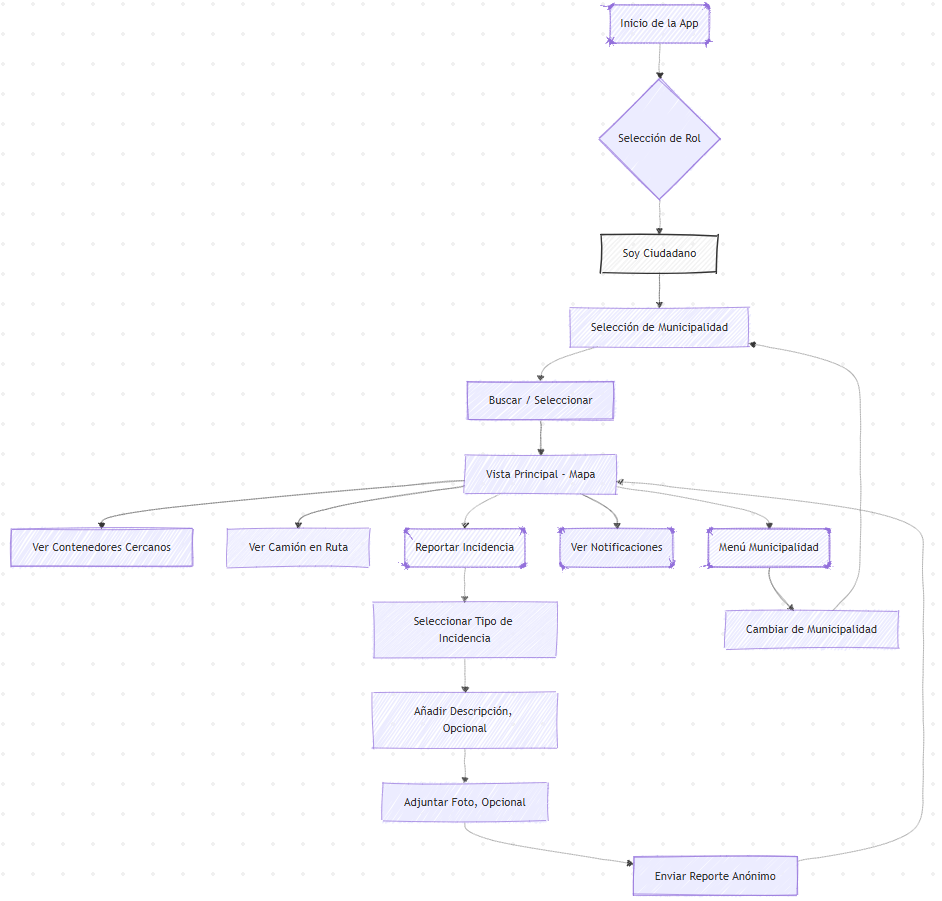 Inicio de la App
Selección de Rol
Soy Ciudadano
Selección de Municipalidad
Buscar / Seleccionar
Vista Principal - Mapa
Ver Contenedores Cercanos
Ver Camión en Ruta
Reportar Incidencia
Ver Notificaciones
Menú Municipalidad
Seleccionar Tipo de
Incidencia
Cambiar de Municipalidad
Añadir Descripción,
Opcional
Adjuntar Foto, Opcional
Enviar Reporte Anónimo